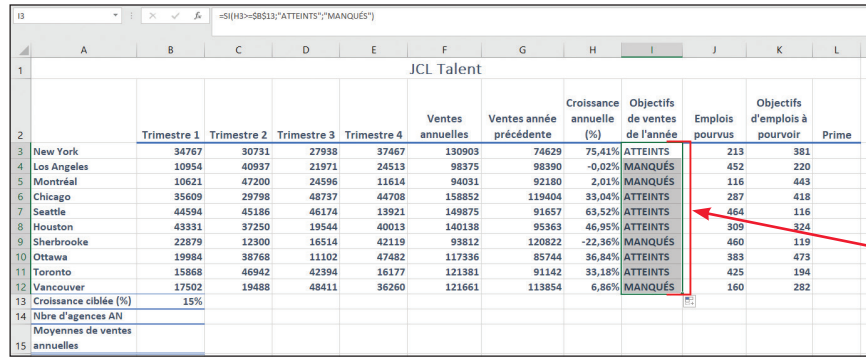 I3 fx =SI(H3>=$B$13;"ATTEINTS";"MANQUÉS")
A B C D E F G H I J K L
1 JCL Talent
2 Trimestre 1 Trimestre 2 Trimestre 3 Trimestre 4 Ventes annuelles Ventes année précédente Croissance annuelle (%) Objectifs de ventes de l'année Emplois pourvus Objectifs d'emplois à pourvoir Prime
3 New York 34767 30731 27938 37467 130903 74629 75,41% ATTEINTS 213 381
4 Los Angeles 10954 40937 21971 24513 98375 98390 -0,02% MANQUÉS 452 220
5 Montréal 10621 47200 24596 11614 94031 92180 2,01% MANQUÉS 116 443
6 Chicago 35609 29798 48737 44708 158852 119404 33,04% ATTEINTS 287 418
7 Seattle 44594 45186 46174 13921 149875 91657 63,52% ATTEINTS 464 116
8 Houston 43331 37250 19544 40013 140138 95363 46,95% ATTEINTS 309 324
9 Sherbrooke 22879 12300 16514 42119 93812 120822 -22,36% MANQUÉS 460 119
10 Ottawa 19984 38768 11102 47482 117336 85744 36,84% ATTEINTS 383 473
11 Toronto 15868 46942 42394 16177 121381 91142 33,18% ATTEINTS 425 194
12 Vancouver 17502 19488 48411 36260 121661 113854 6,86% MANQUÉS 160 282
13 Croissance ciblée (%) 15%
14 Nbre d'agences AN
Moyennes de ventes
15 annuelles